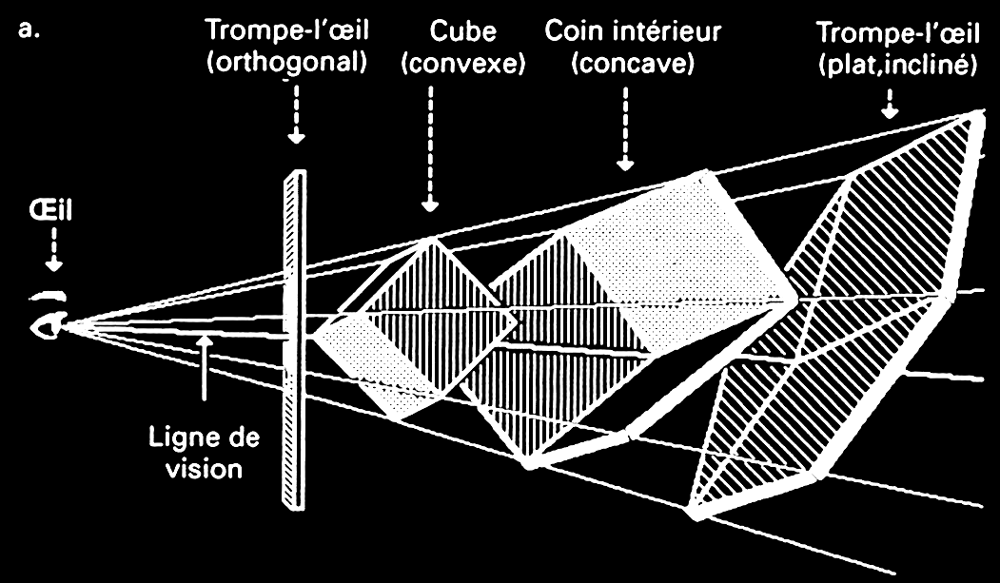 a.
Trompe-l'œil
(orthogonal)
Cube
(convexe)
Coin intérieur
(concave)
Trompe-l'œil
(plat,incliné)
Œil
Ligne de
vision